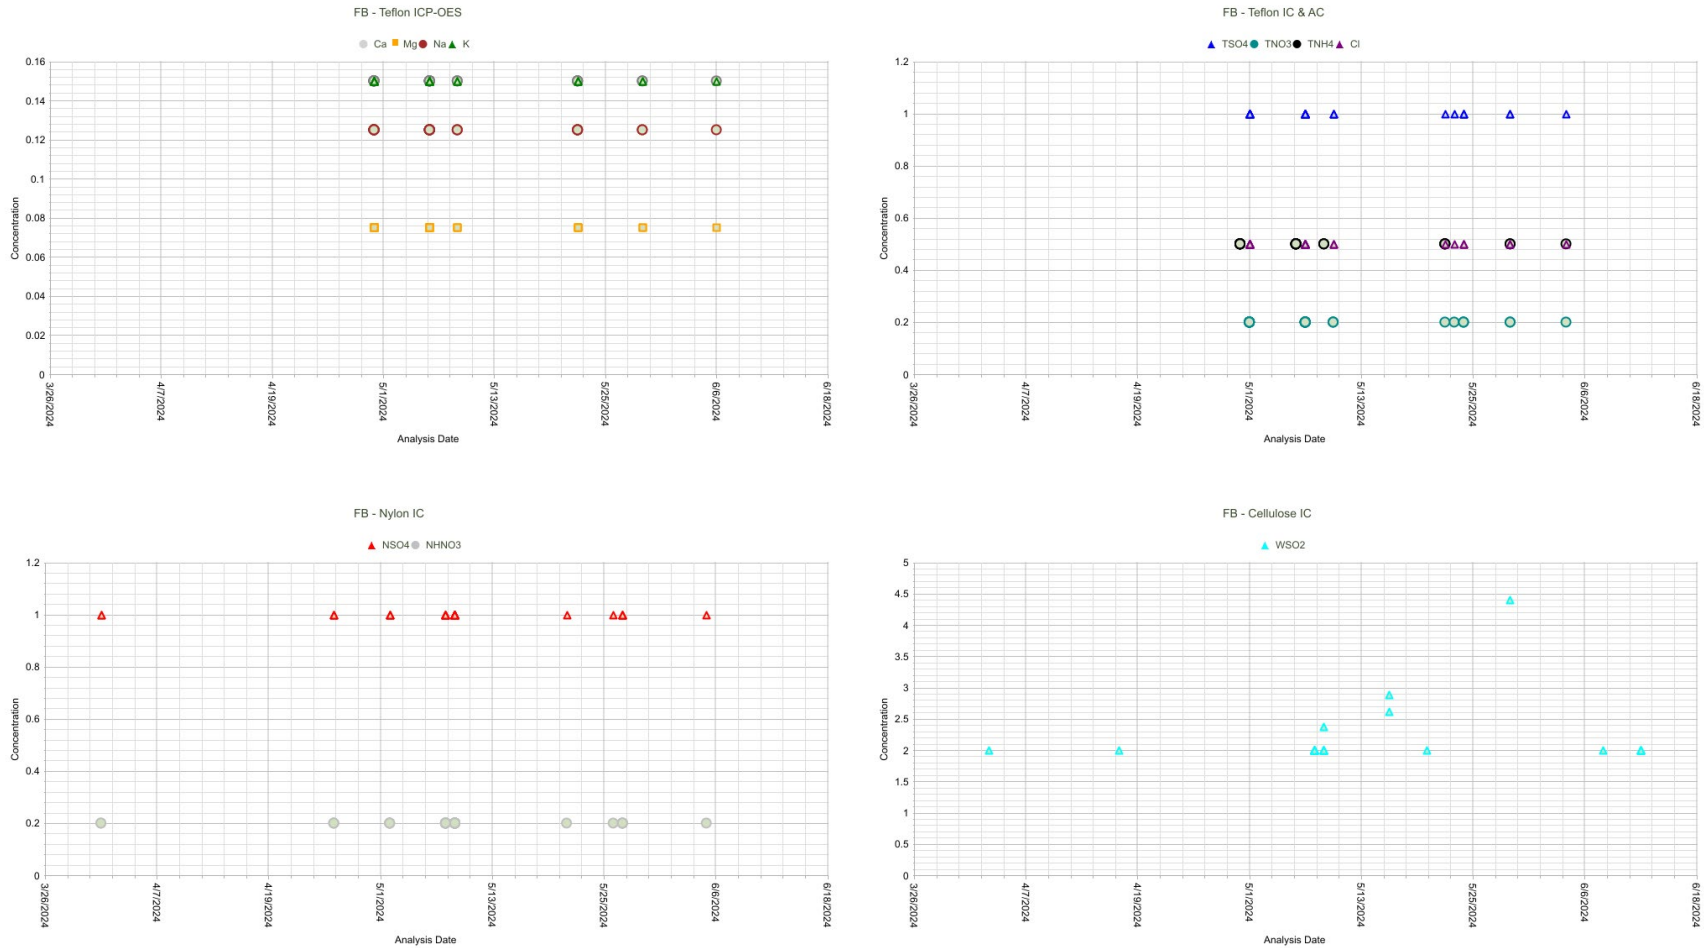 FB - Teflon ICP-OES
Ca Mg Na K
0.16
0.14
0.12
0.1
0.08
0.06
0.04
0.02
0
Concentration
3/26/2024 4/7/2024 4/19/2024 5/1/2024 5/13/2024 5/25/2024 6/6/2024 6/18/2024
Analysis Date
FB - Teflon IC & AC
TSO4 TNO3 TNH4 Cl
1.2
1
0.8
0.6
0.4
0.2
0
Concentration
3/26/2024 4/7/2024 4/19/2024 5/1/2024 5/13/2024 5/25/2024 6/6/2024 6/18/2024
Analysis Date
FB - Nylon IC
NSO4 NHNO3
1.2
1
0.8
0.6
0.4
0.2
0
Concentration
3/26/2024 4/7/2024 4/19/2024 5/1/2024 5/13/2024 5/25/2024 6/6/2024 6/18/2024
Analysis Date
FB - Cellulose IC
WSO2
5
4.5
4
3.5
3
2.5
2
1.5
1
0.5
0
Concentration
3/26/2024 4/7/2024 4/19/2024 5/1/2024 5/13/2024 5/25/2024 6/6/2024 6/18/2024
Analysis Date